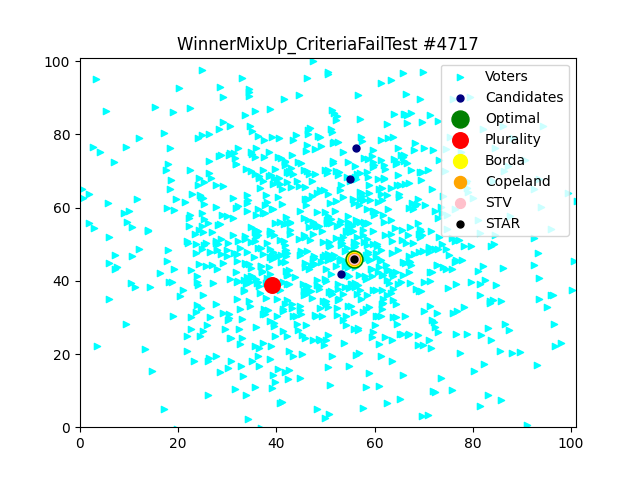 WinnerMixUp_CriteriaFailTest #4717
100
80
60
40
20
0
0
20
40
60
80
100
Voters
Candidates
Optimal
Plurality
Borda
Copeland
STV
STAR